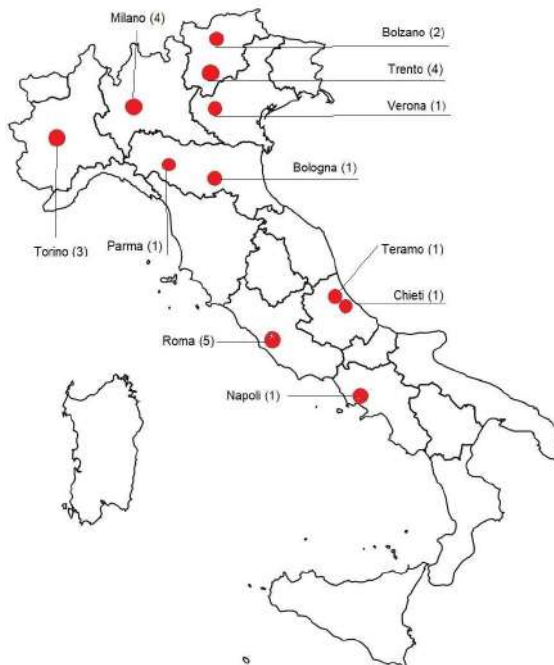 Milano (4)
Bolzano (2)
Trento (4)
Verona (1)
Bologna (1)
Parma (1)
Torino (3)
Teramo (1)
Chieti (1)
Roma (5)
Napoli (1)